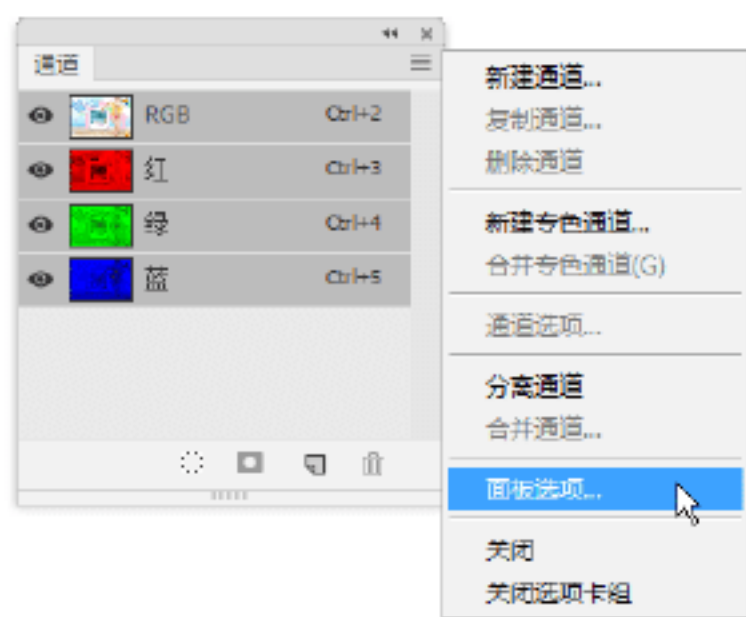 通道
RGB Ctrl+2
红 Ctrl+3
绿 Ctrl+4
蓝 Ctrl+5
新建通道...
复制通道...
删除通道
新建专色通道...
合并专色通道(G)
通道选项...
分离通道
合并通道...
面板选项...
关闭
关闭选项卡组